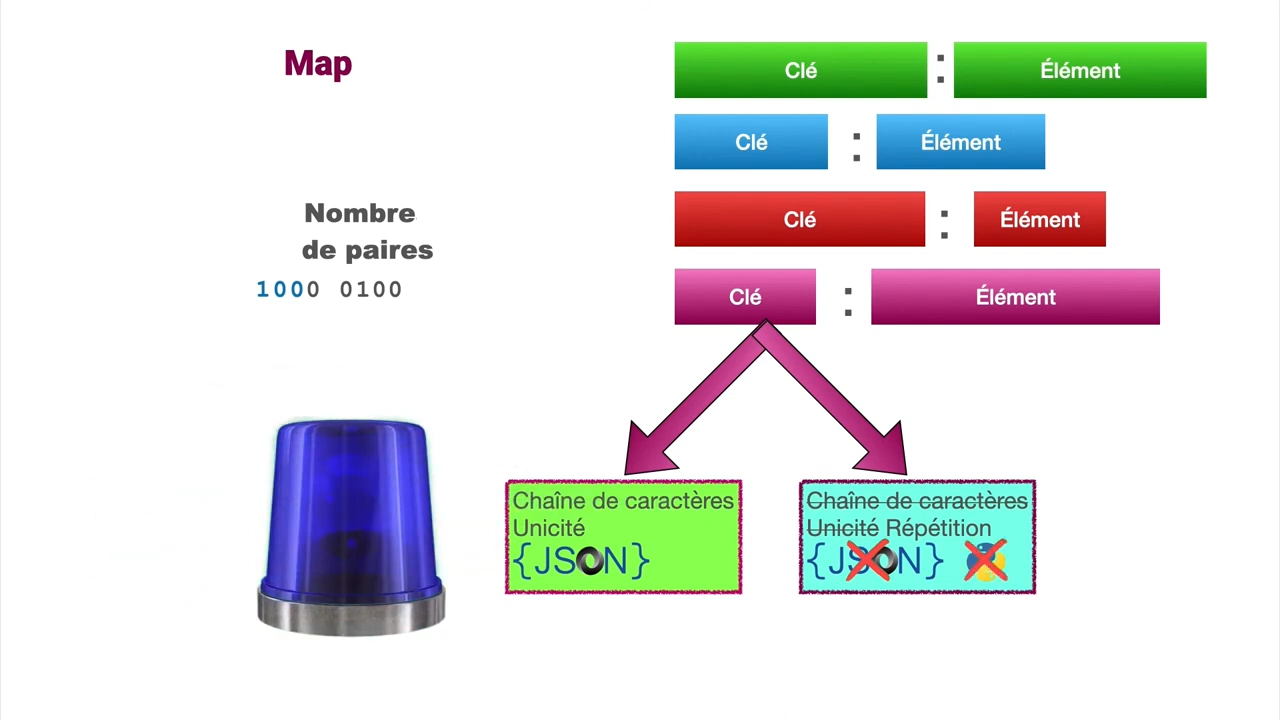 Map
Clé : Élément
Clé : Élément
Nombre
de paires
1000 0100
Clé : Élément
Clé : Élément
Chaîne de caractères
Unicité
{JSON}
Chaîne de caractères
Unicité Répétition
{JSON}